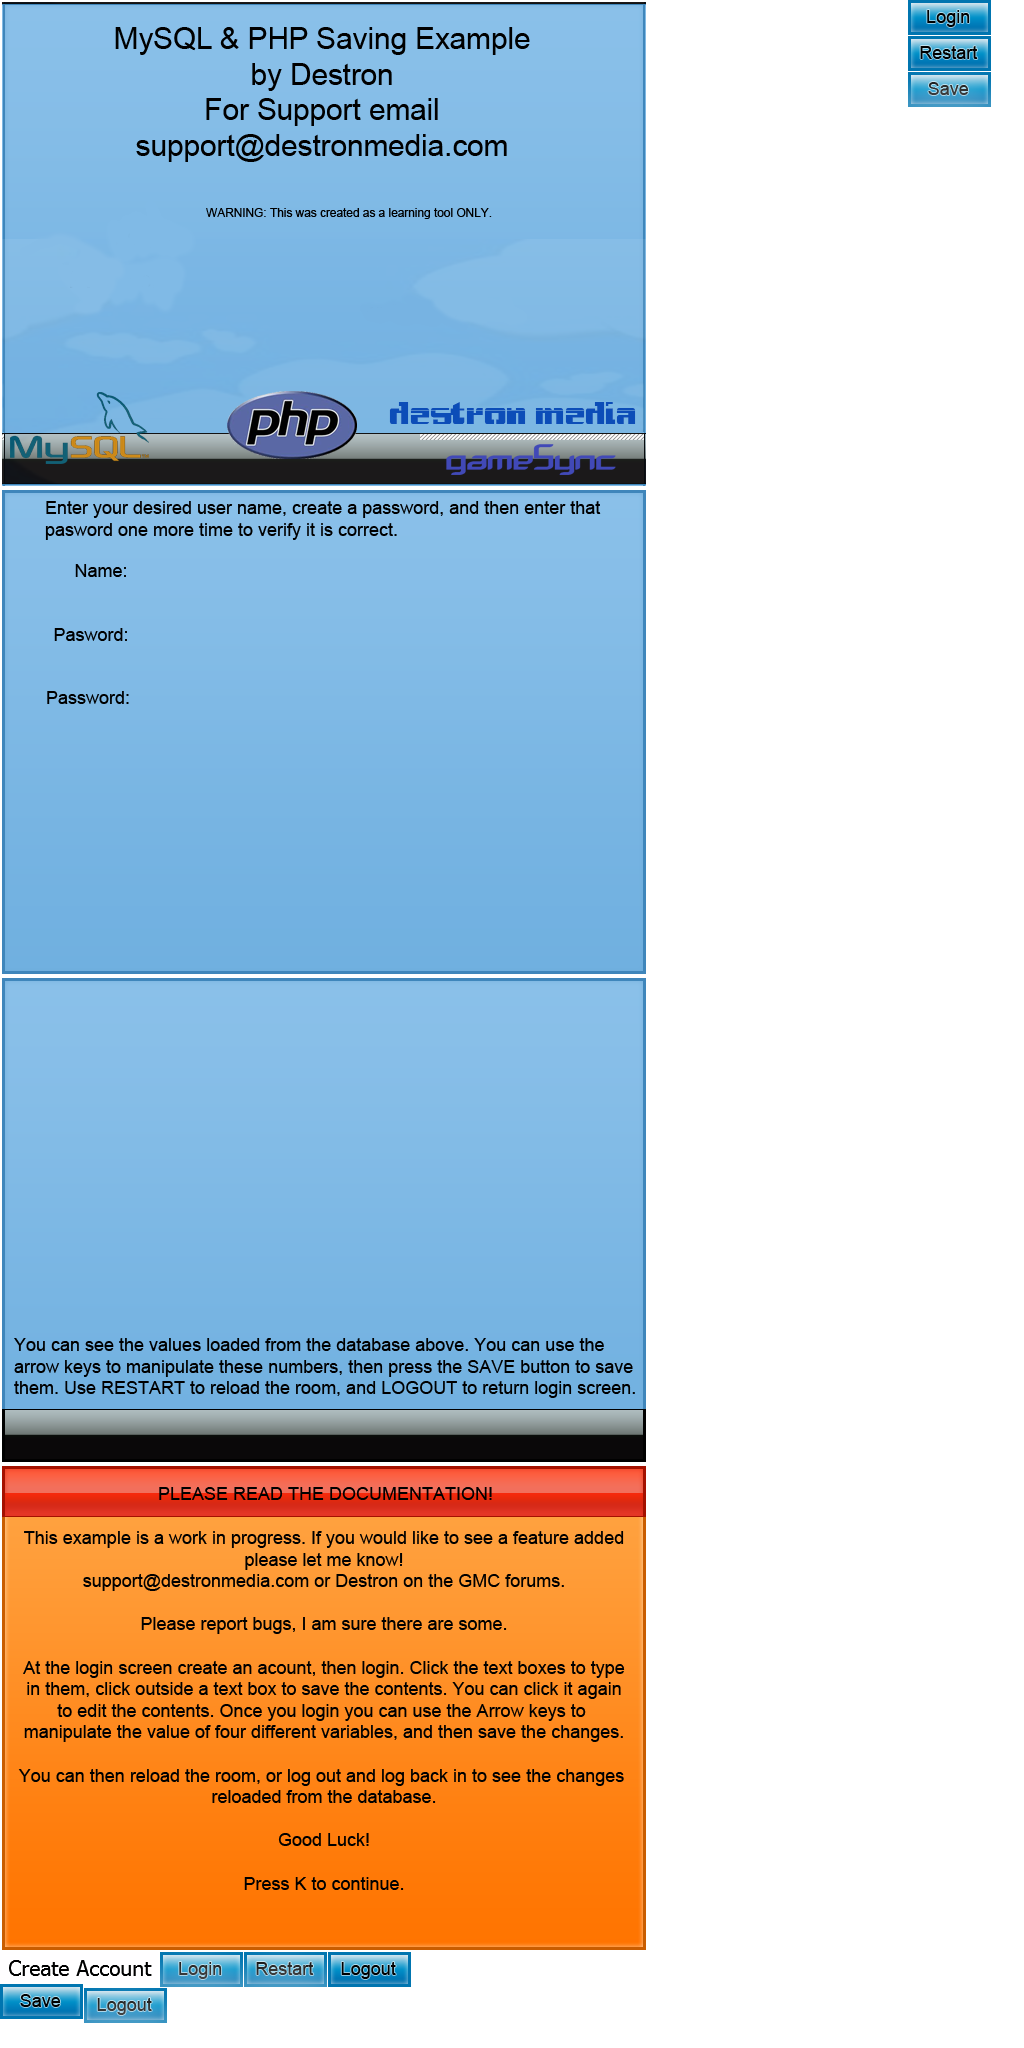 MySQL & PHP Saving Example
by Destron
For Support email
support@destronmedia.com
WARNING: This was created as a learning tool ONLY.
MySQL
php
destron media
gameSync
Login
Restart
Save
Enter your desired user name, create a password, and then enter that
pasword one more time to verify it is correct.
Name:
Pasword:
Password:
You can see the values loaded from the database above. You can use the
arrow keys to manipulate these numbers, then press the SAVE button to save
them. Use RESTART to reload the room, and LOGOUT to return login screen.
PLEASE READ THE DOCUMENTATION!
This example is a work in progress. If you would like to see a feature added
please let me know!
support@destronmedia.com or Destron on the GMC forums.
Please report bugs, I am sure there are some.
At the login screen create an acount, then login. Click the text boxes to type
in them, click outside a text box to save the contents. You can click it again
to edit the contents. Once you login you can use the Arrow keys to
manipulate the value of four different variables, and then save the changes.
You can then reload the room, or log out and log back in to see the changes
reloaded from the database.
Good Luck!
Press K to continue.
Create Account
Login
Restart
Logout
Save
Logout